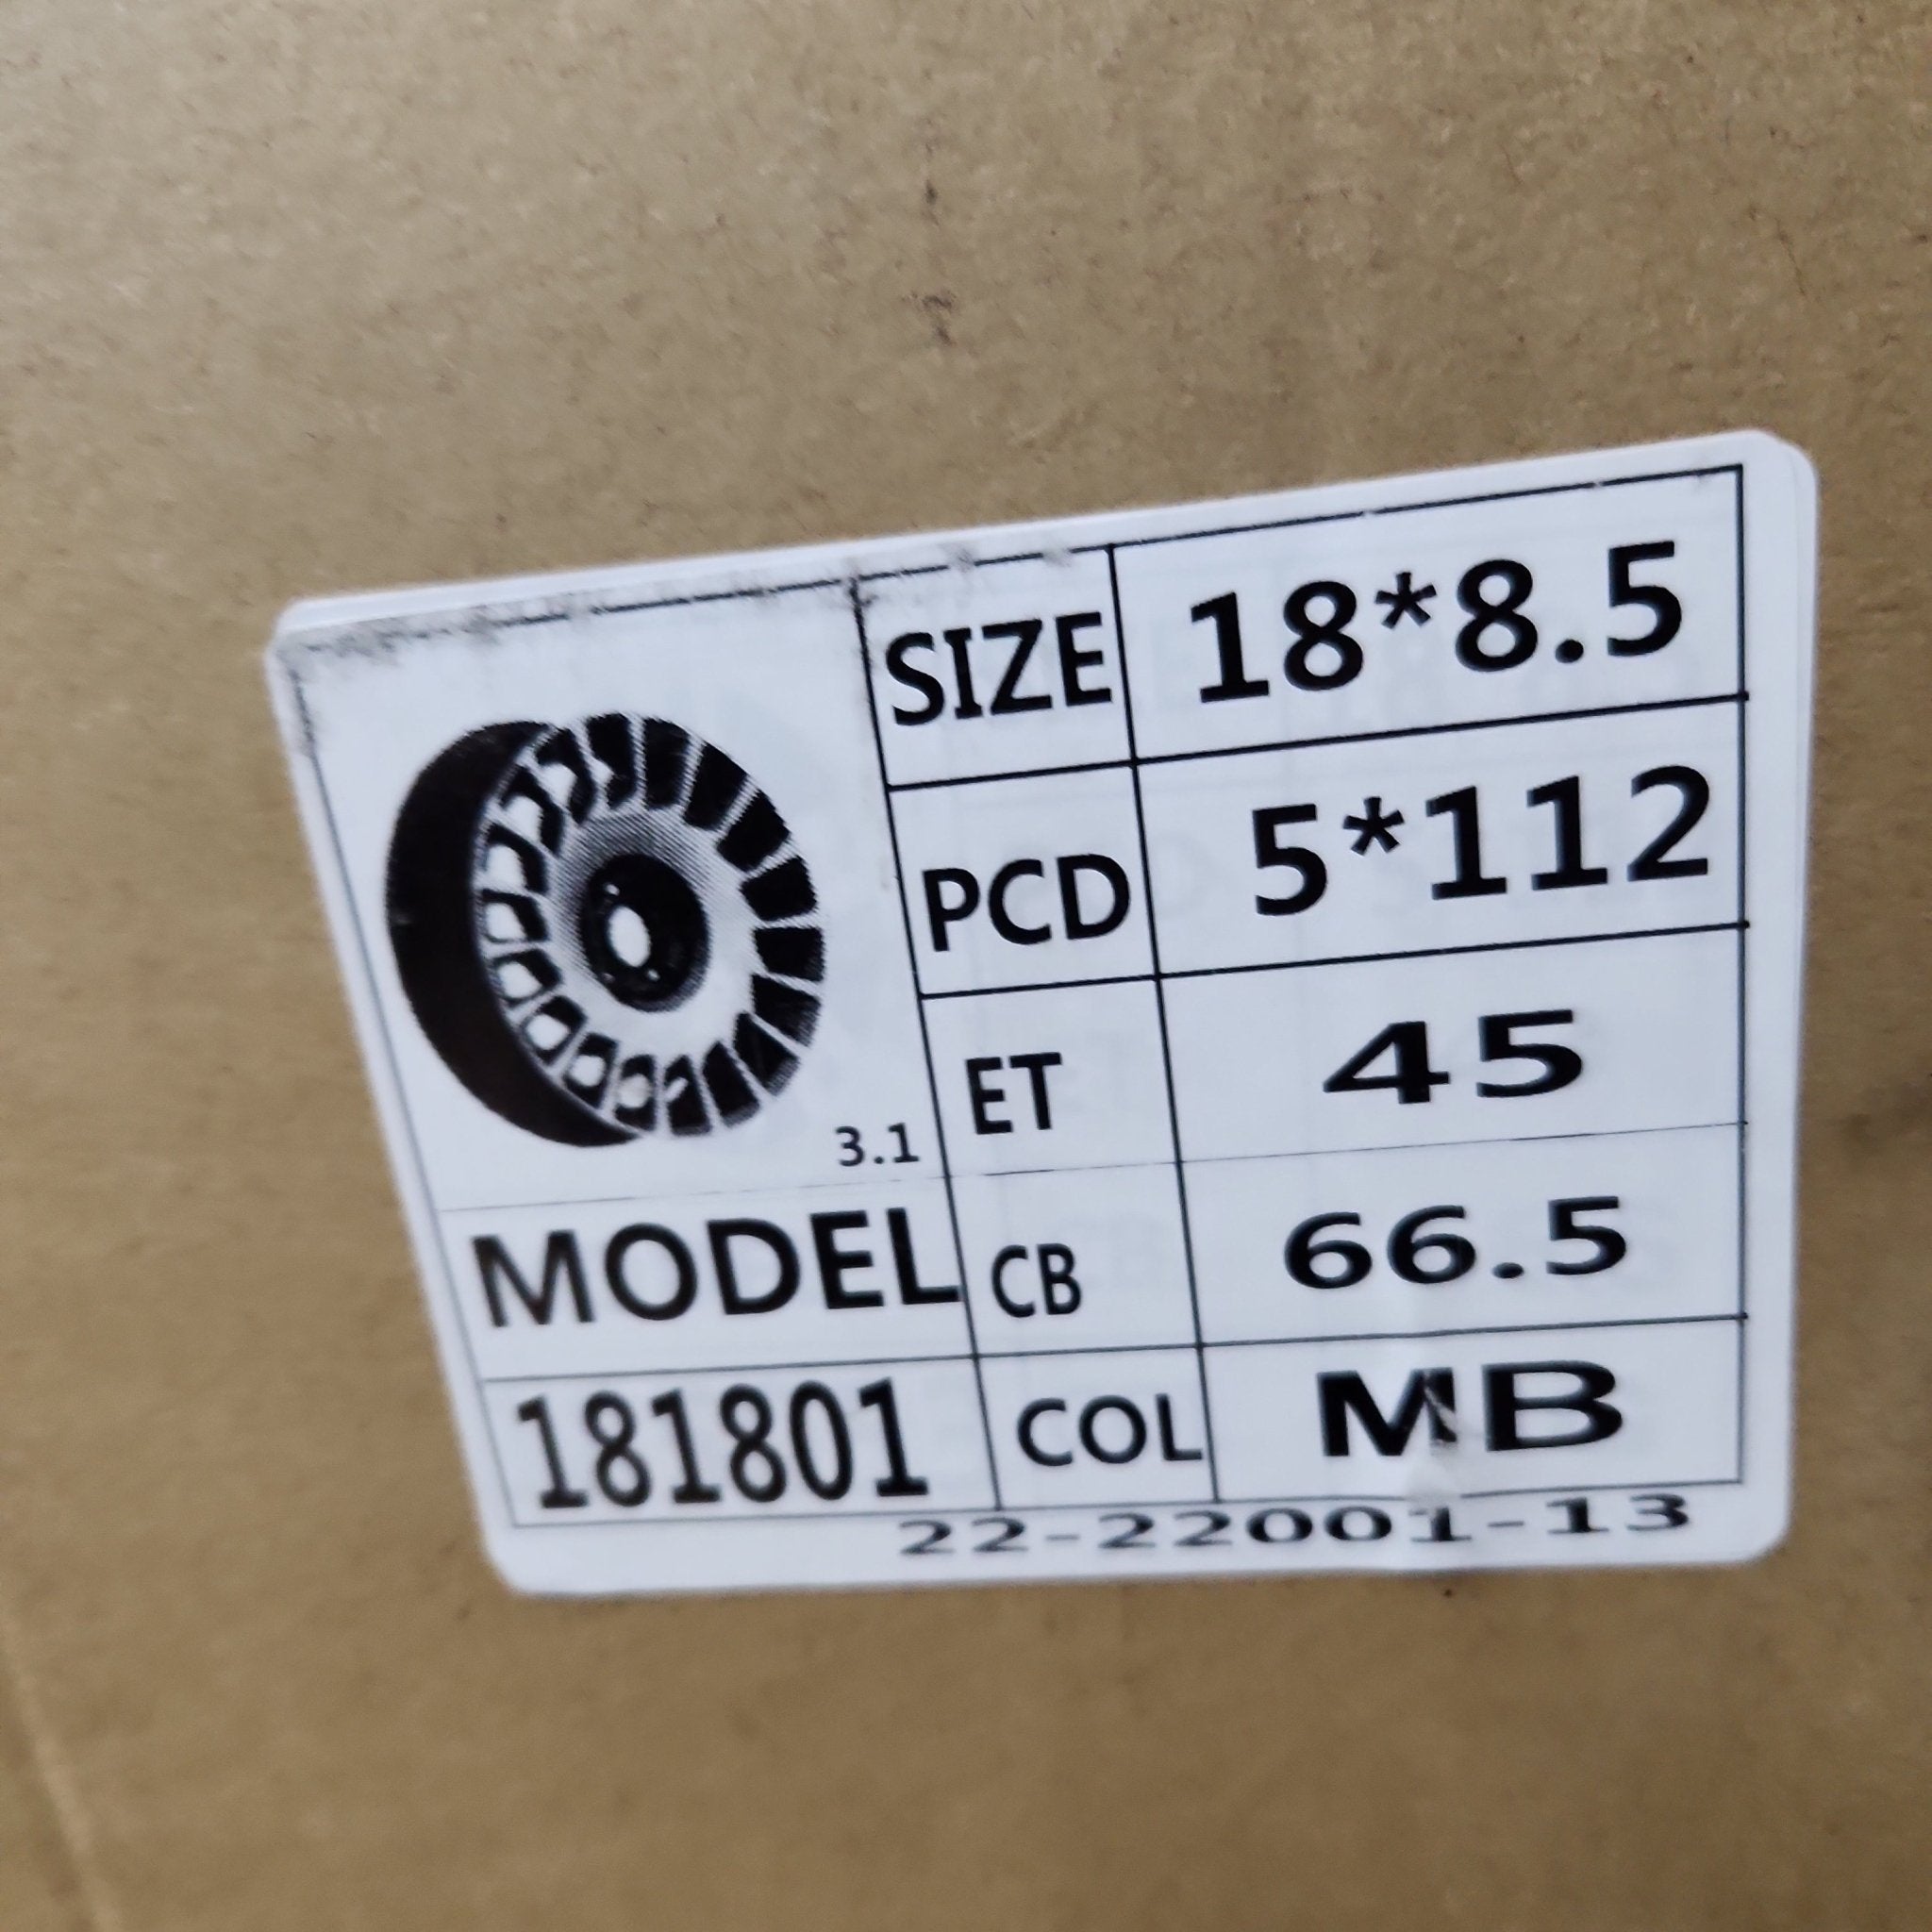 SIZE 18*8.5
PCD 5*112
ET 45
3.1
CB 66.5
MODEL
COL MB
181801
22-22001-13